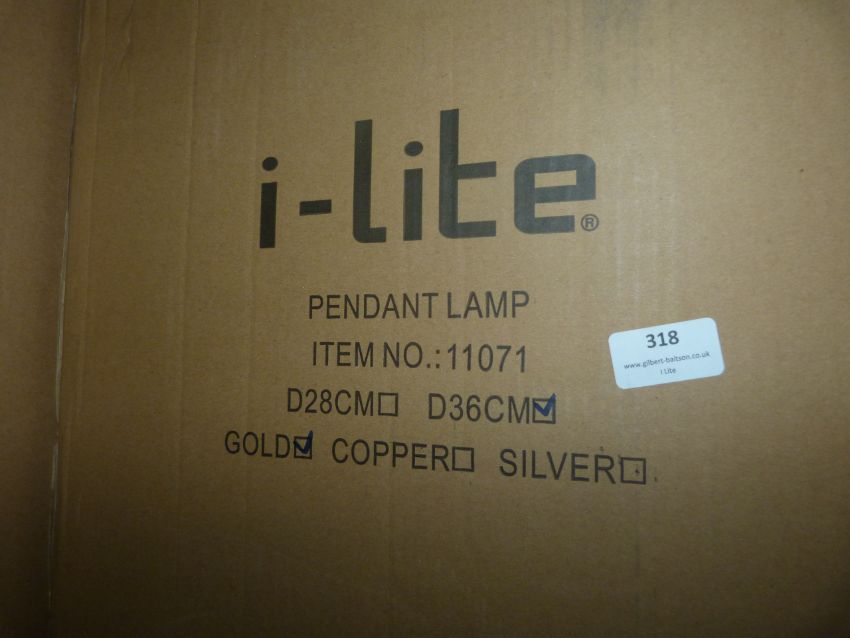 i-lite®
PENDANT LAMP
ITEM NO.:11071
D28CM☐ D36CM☑
GOLD☑ COPPER☐ SILVER☐
318
www.gilbert-baitson.co.uk
I Lite